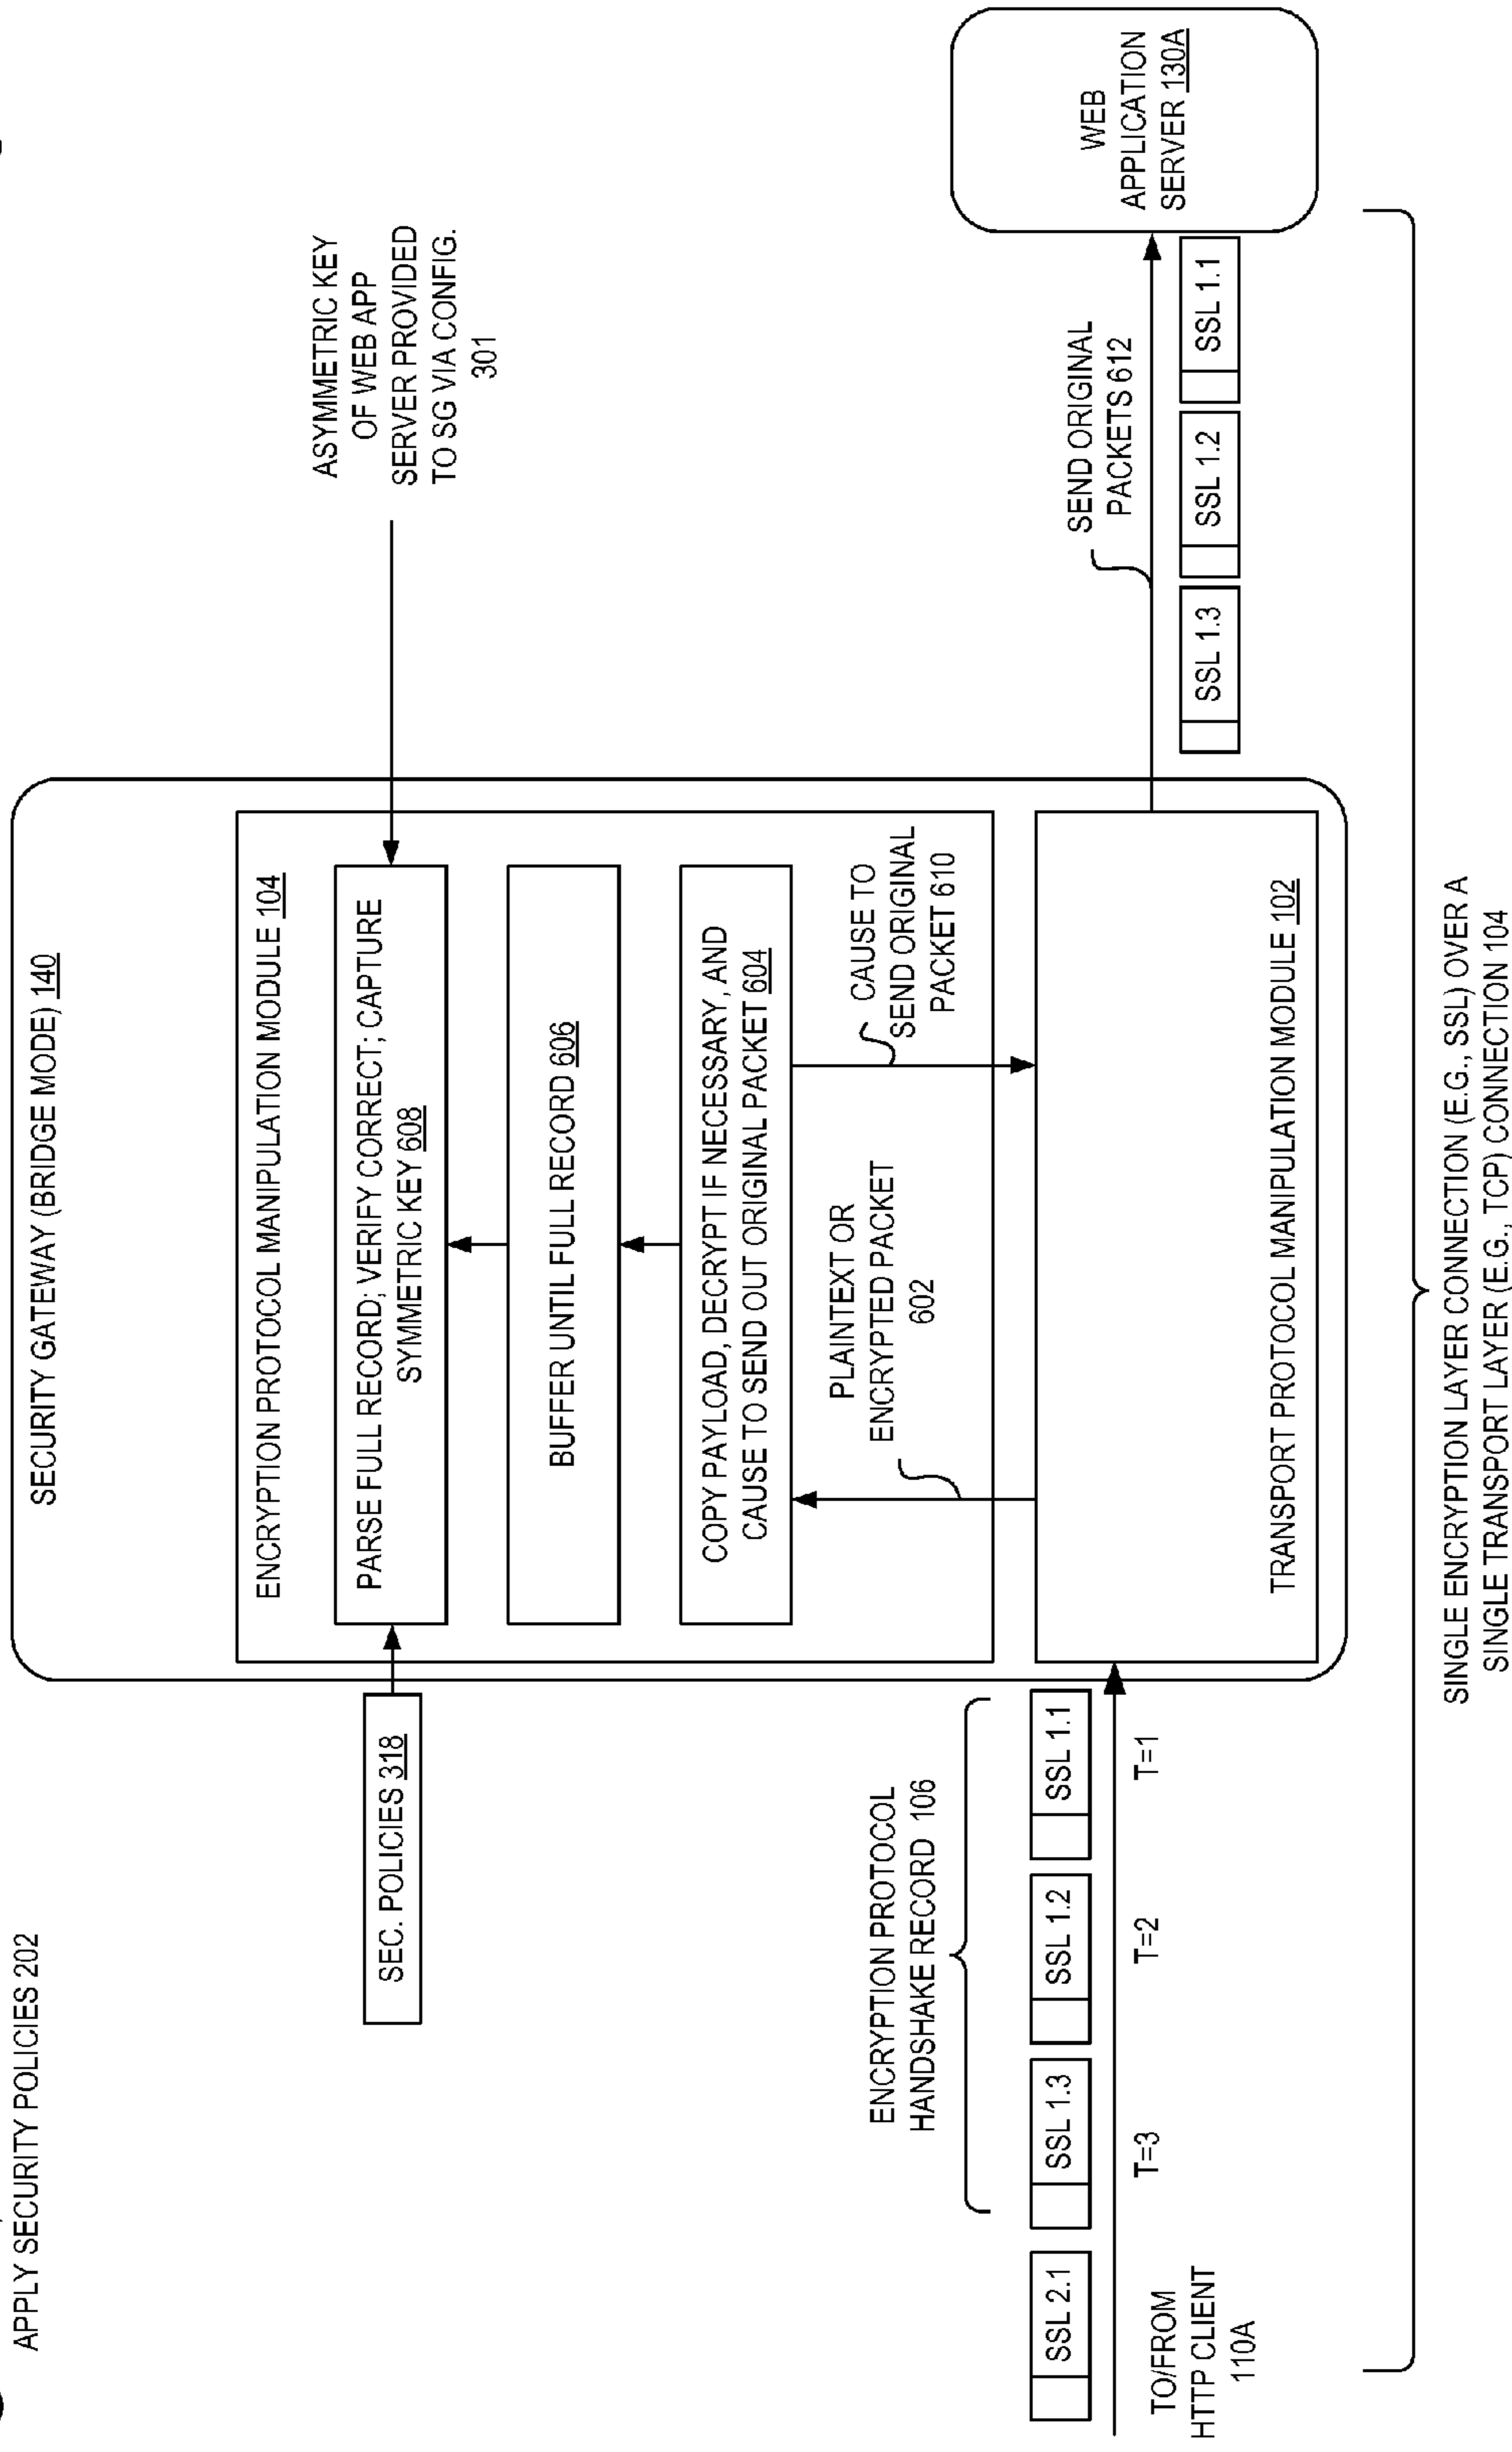 APPLY SECURITY POLICIES 202
SECURITY GATEWAY (BRIDGE MODE) 140
ENCRYPTION PROTOCOL MANIPULATION MODULE 104
SEC. POLICIES 318
PARSE FULL RECORD; VERIFY CORRECT; CAPTURE
SYMMETRIC KEY 608
ASYMMETRIC KEY
OF WEB APP
SERVER PROVIDED
TO SG VIA CONFIG.
301
BUFFER UNTIL FULL RECORD 606
COPY PAYLOAD, DECRYPT IF NECESSARY, AND
CAUSE TO SEND OUT ORIGINAL PACKET 604
PLAINTEXT OR
ENCRYPTED PACKET
602
CAUSE TO
SEND ORIGINAL
PACKET 610
ENCRYPTION PROTOCOL
HANDSHAKE RECORD 106
SSL 2.1
SSL 1.3
SSL 1.2
SSL 1.1
T=3
T=2
T=1
TO/FROM
HTTP CLIENT
110A
TRANSPORT PROTOCOL MANIPULATION MODULE 102
SEND ORIGINAL
PACKETS 612
SSL 1.3
SSL 1.2
SSL 1.1
WEB
APPLICATION
SERVER 130A
SINGLE ENCRYPTION LAYER CONNECTION (E.G., SSL) OVER A
SINGLE TRANSPORT LAYER (E.G., TCP) CONNECTION 104